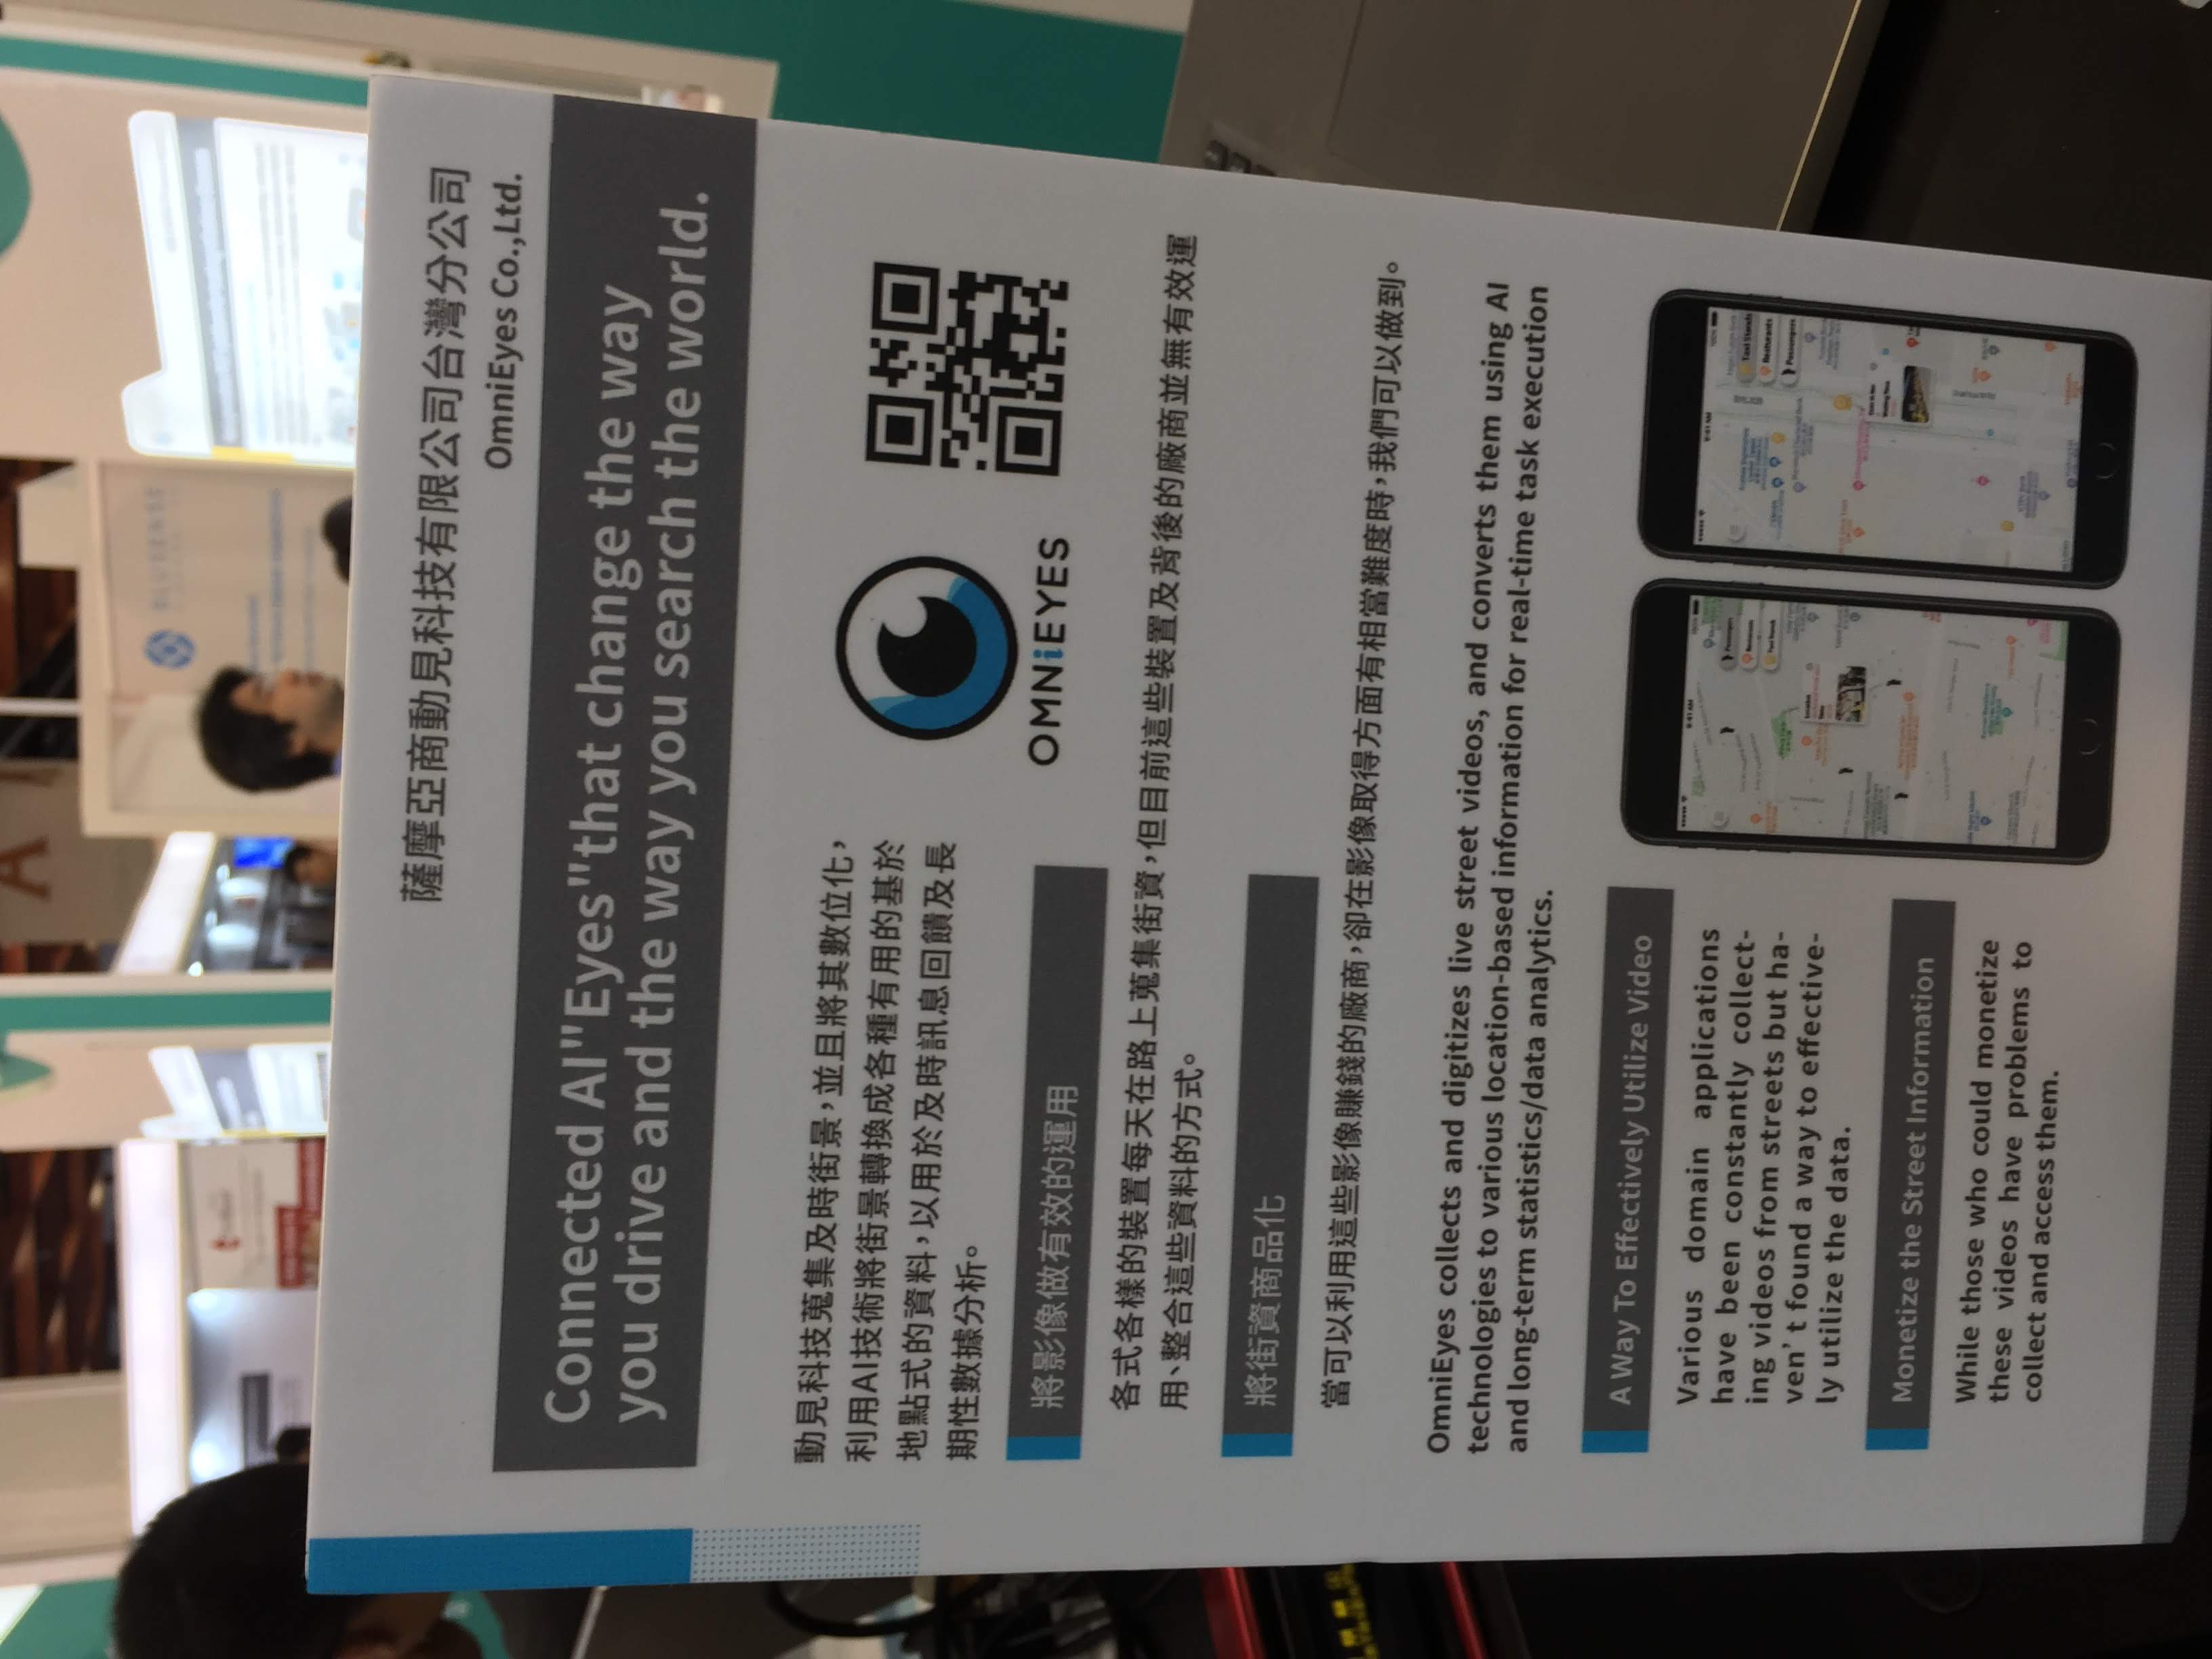 A
BLUSENSE
薩摩亞商動見科技有限公司台灣分公司
OmniEyes Co.,Ltd.
Connected AI"Eyes"that change the way
you drive and the way you search the world.
動見科技蒐集及時街景，並且將其數位化，
利用AI技術將街景轉換成各種有用的基於
地點式的資料，以用於及時訊息回饋及長
期性數據分析。
OMNiEYES
將影像做有效的運用
各式各樣的裝置每天在路上蒐集街資，但目前這些裝置及背後的廠商並無有效運
用、整合這些資料的方式。
將街資商品化
當可以利用這些影像賺錢的廠商，卻在影像取得方面有相當難度時，我們可以做到。
OmniEyes collects and digitizes live street videos, and converts them using AI
technologies to various location-based information for real-time task execution
and long-term statistics/data analytics.
A Way To Effectively Utilize Video
Various domain applications
have been constantly collect-
ing videos from streets but ha-
ven't found a way to effective-
ly utilize the data.
Monetize the Street Information
While those who could monetize
these videos have problems to
collect and access them.
9:41 AM
Passengers
Restaurants
Taxi Stands
9:41 AM
100%
Taxi Stands
Resturants
Passengers
Waiting Time